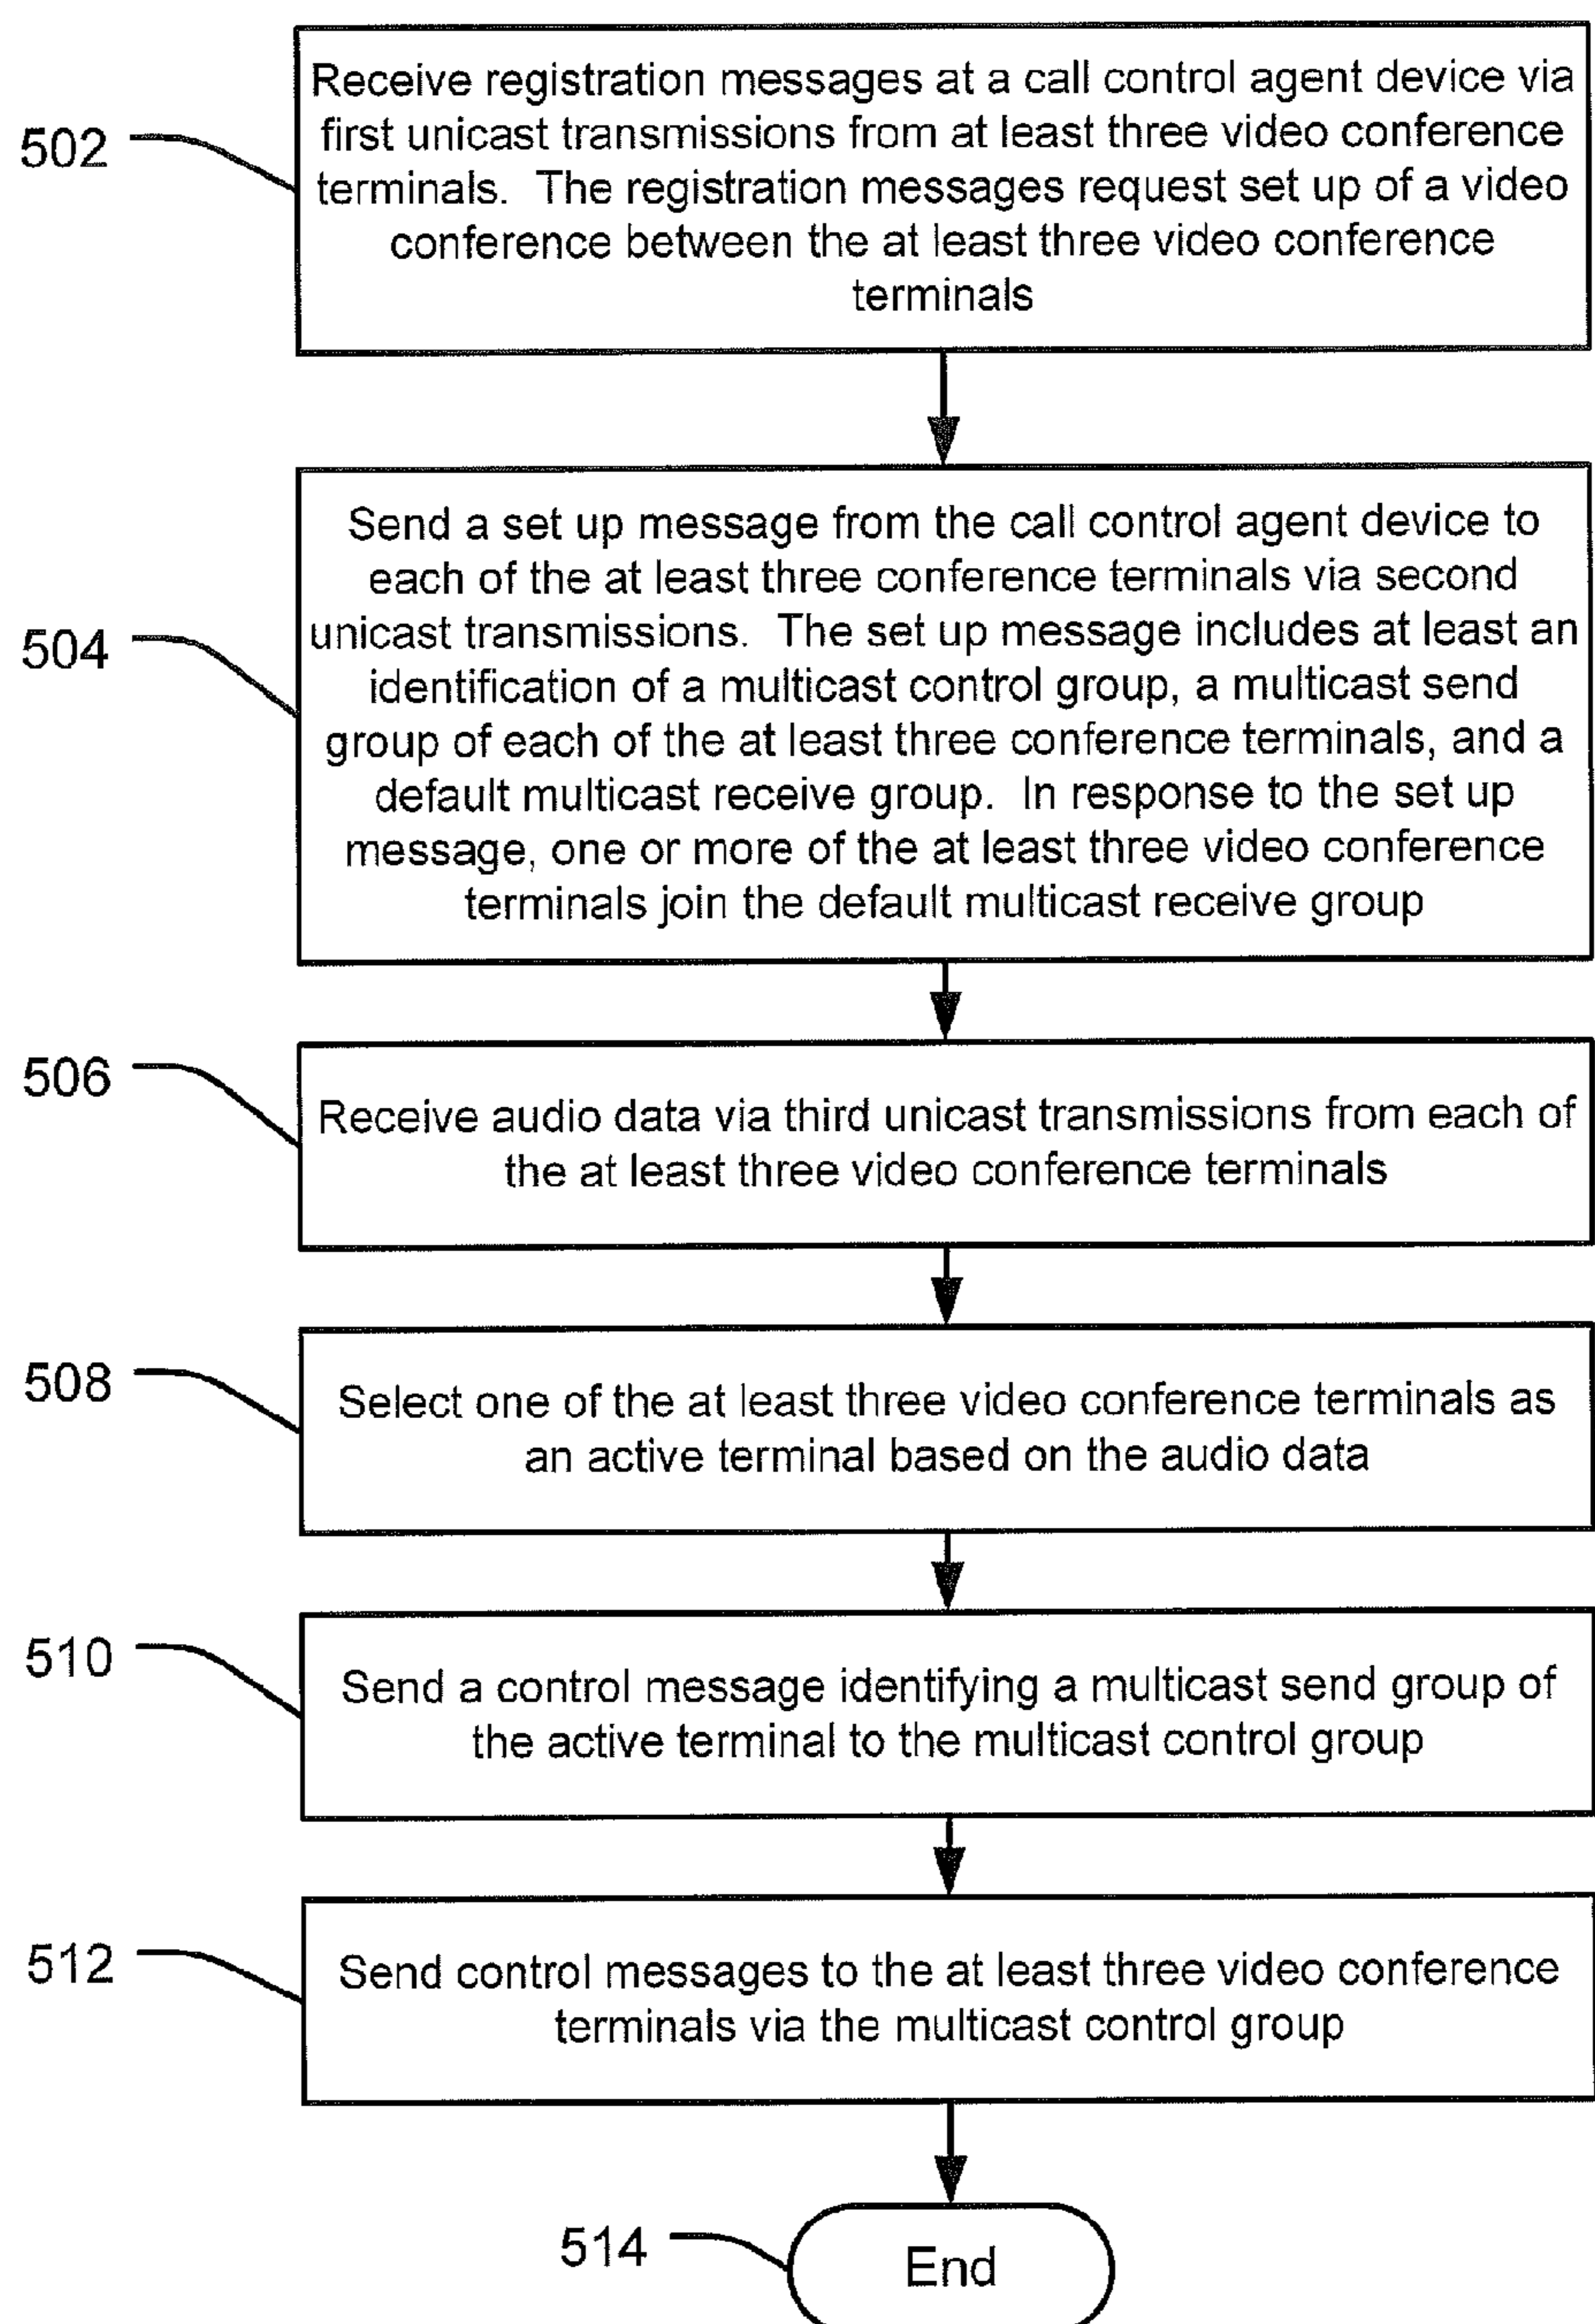 502
Receive registration messages at a call control agent device via
first unicast transmissions from at least three video conference
terminals. The registration messages request set up of a video
conference between the at least three video conference
terminals
504
Send a set up message from the call control agent device to
each of the at least three conference terminals via second
unicast transmissions. The set up message includes at least an
identification of a multicast control group, a multicast send
group of each of the at least three conference terminals, and a
default multicast receive group. In response to the set up
message, one or more of the at least three video conference
terminals join the default multicast receive group
506
Receive audio data via third unicast transmissions from each of
the at least three video conference terminals
508
Select one of the at least three video conference terminals as
an active terminal based on the audio data
510
Send a control message identifying a multicast send group of
the active terminal to the multicast control group
512
Send control messages to the at least three video conference
terminals via the multicast control group
514
End